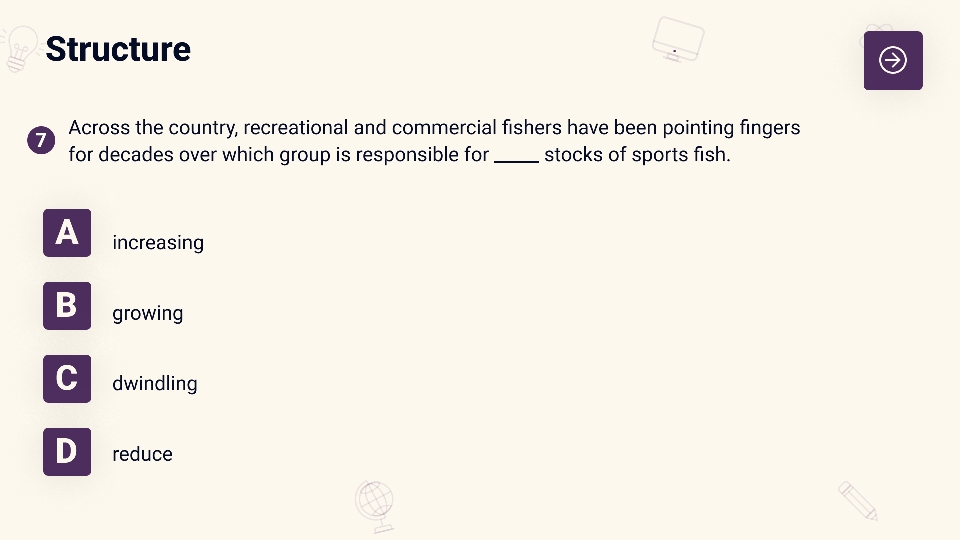 Structure
7
Across the country, recreational and commercial fishers have been pointing fingers
for decades over which group is responsible for _____ stocks of sports fish.
A increasing
B growing
C dwindling
D reduce